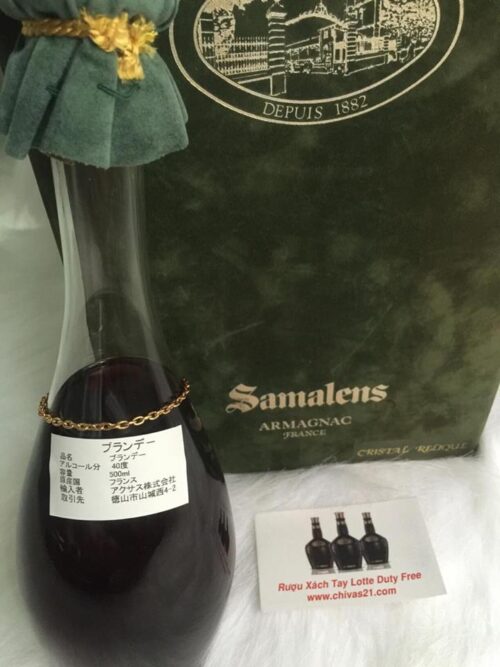 DEPUIS 1882
Samalens
ARMAGNAC
FRANCE
CRISTAL RELIQUE
ブランデー
品名 ブランデー
アルコール分 40度
容量 500ml
原産国 フランス
輸入者 アクサス株式会社
取引先 徳山市山城西4-2
Rượu Xách Tay Lotte Duty Free
www.chivas21.com